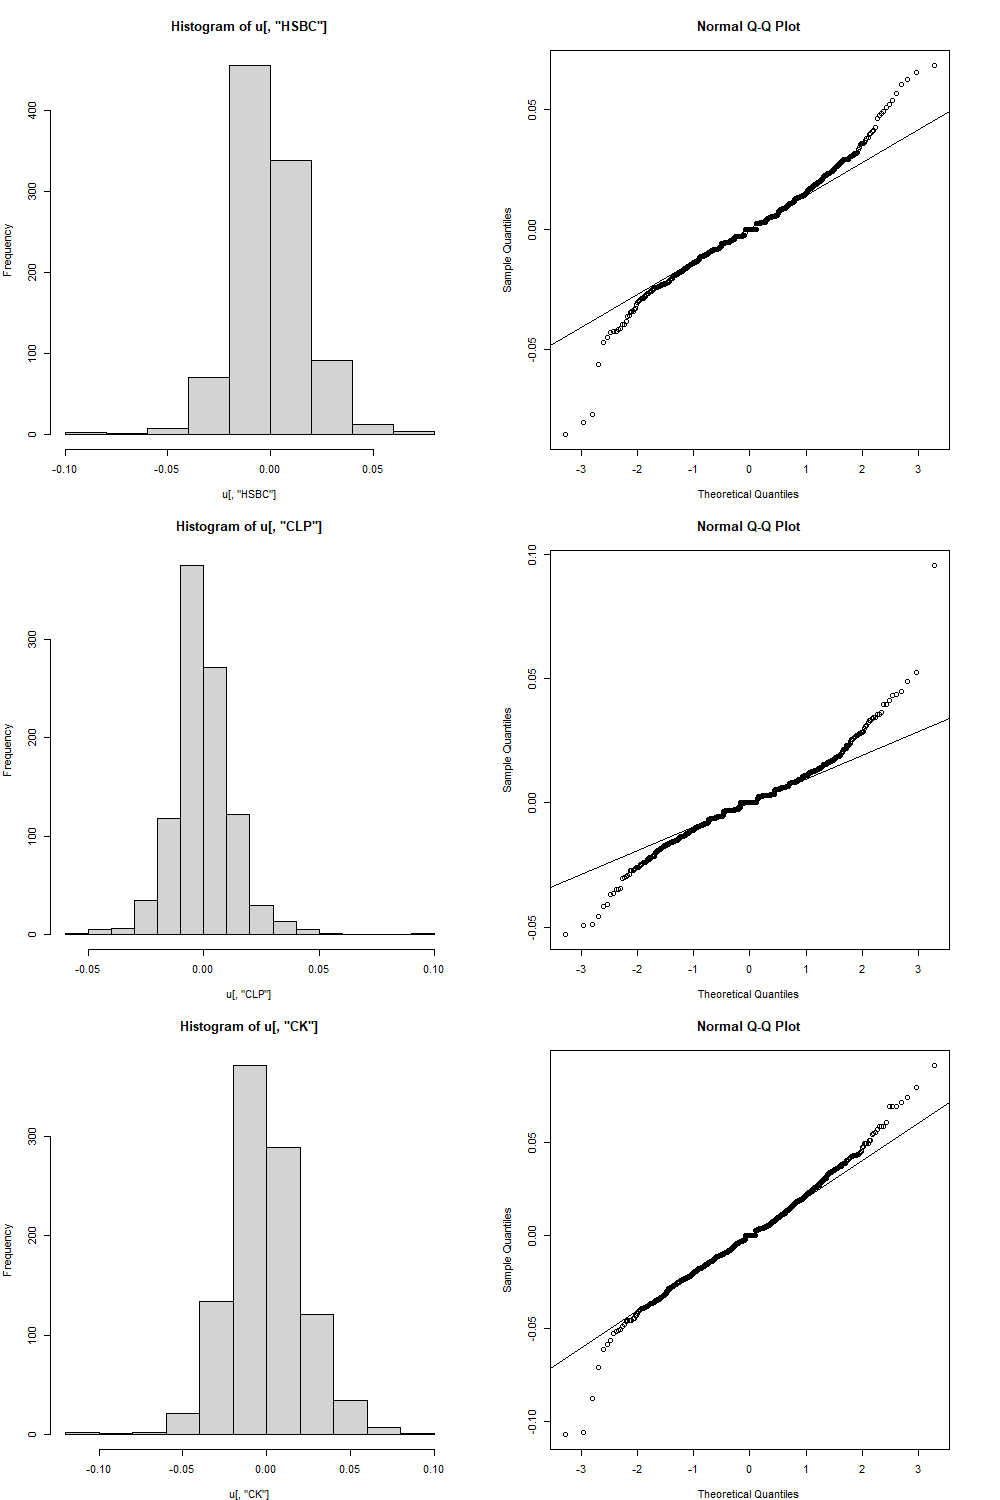 Histogram of u[, "HSBC"]
Frequency
0 100 200 300 400
-0.10 -0.05 0.00 0.05
u[, "HSBC"]
Normal Q-Q Plot
Sample Quantiles
-0.05 0.00 0.05
-3 -2 -1 0 1 2 3
Theoretical Quantiles
Histogram of u[, "CLP"]
Frequency
0 100 200 300
-0.05 0.00 0.05 0.10
u[, "CLP"]
Normal Q-Q Plot
Sample Quantiles
-0.05 0.00 0.05 0.10
-3 -2 -1 0 1 2 3
Theoretical Quantiles
Histogram of u[, "CK"]
Frequency
0 100 200 300
-0.10 -0.05 0.00 0.05 0.10
u[, "CK"]
Normal Q-Q Plot
Sample Quantiles
-0.10 -0.05 0.00 0.05
-3 -2 -1 0 1 2 3
Theoretical Quantiles